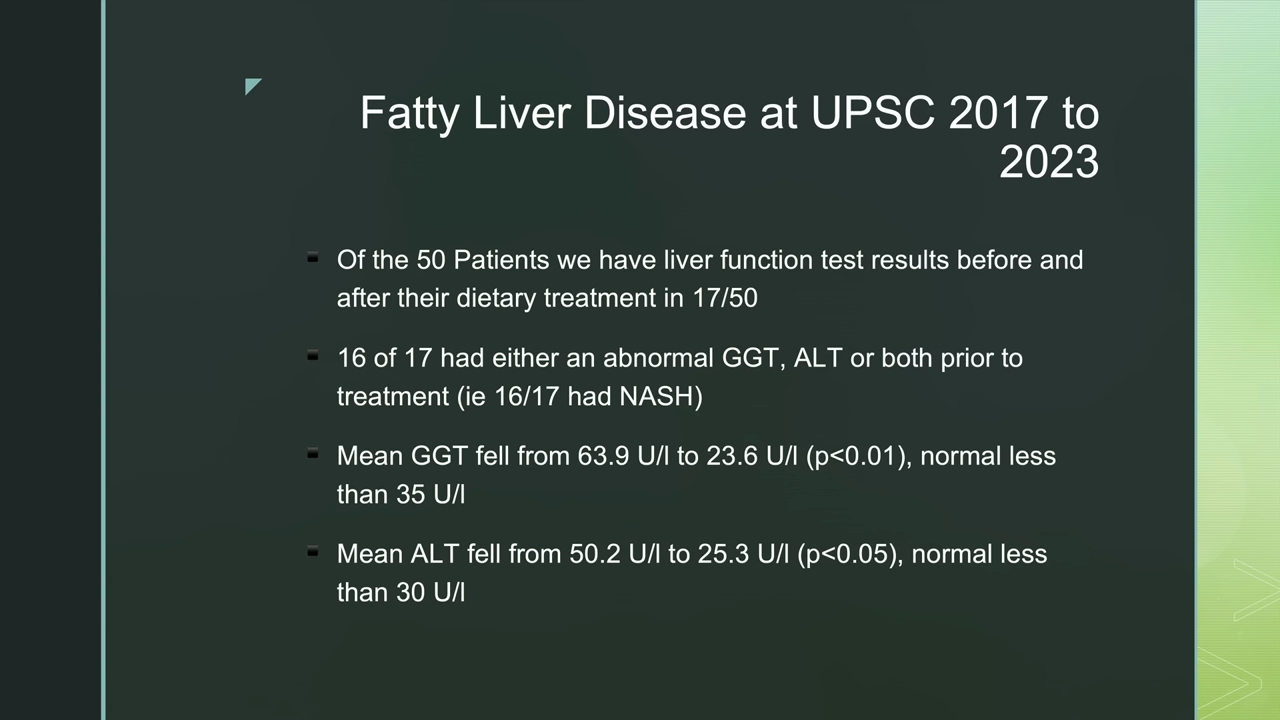 Fatty Liver Disease at UPSC 2017 to
2023
Of the 50 Patients we have liver function test results before and
after their dietary treatment in 17/50
16 of 17 had either an abnormal GGT, ALT or both prior to
treatment (ie 16/17 had NASH)
Mean GGT fell from 63.9 U/l to 23.6 U/l (p<0.01), normal less
than 35 U/l
Mean ALT fell from 50.2 U/l to 25.3 U/l (p<0.05), normal less
than 30 U/l